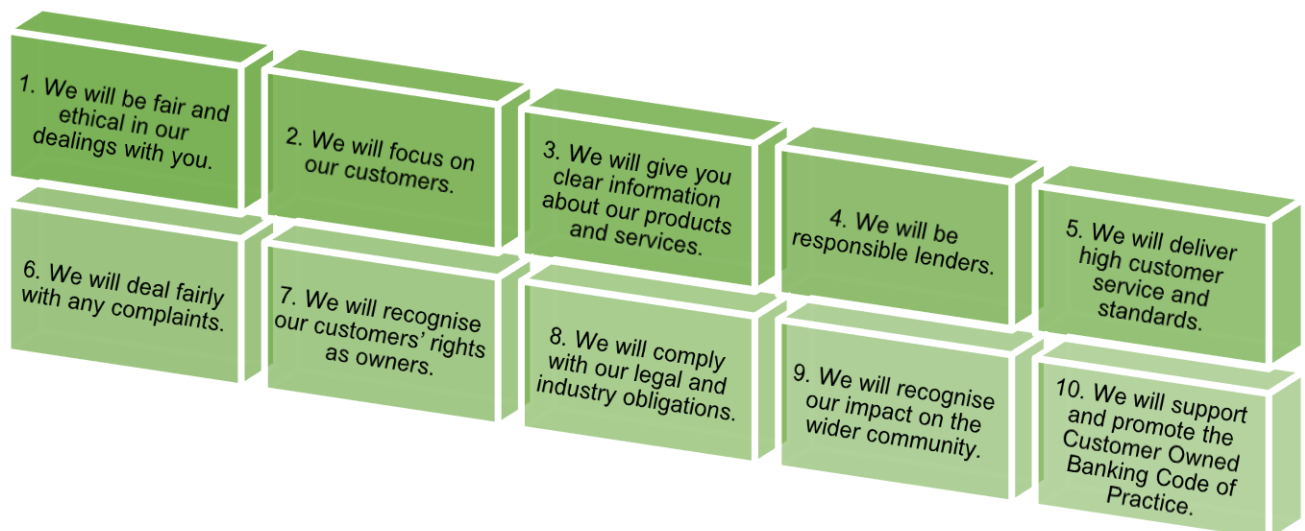 1. We will be fair and
ethical in our
dealings with you.
2. We will focus on
our customers.
3. We will give you
clear information
about our products
and services.
4. We will be
responsible lenders.
5. We will deliver
high customer
service and
standards.
6. We will deal fairly
with any complaints.
7. We will recognise
our customers’ rights
as owners.
8. We will comply
with our legal and
industry obligations.
9. We will recognise
our impact on the
wider community.
10. We will support
and promote the
Customer Owned
Banking Code of
Practice.